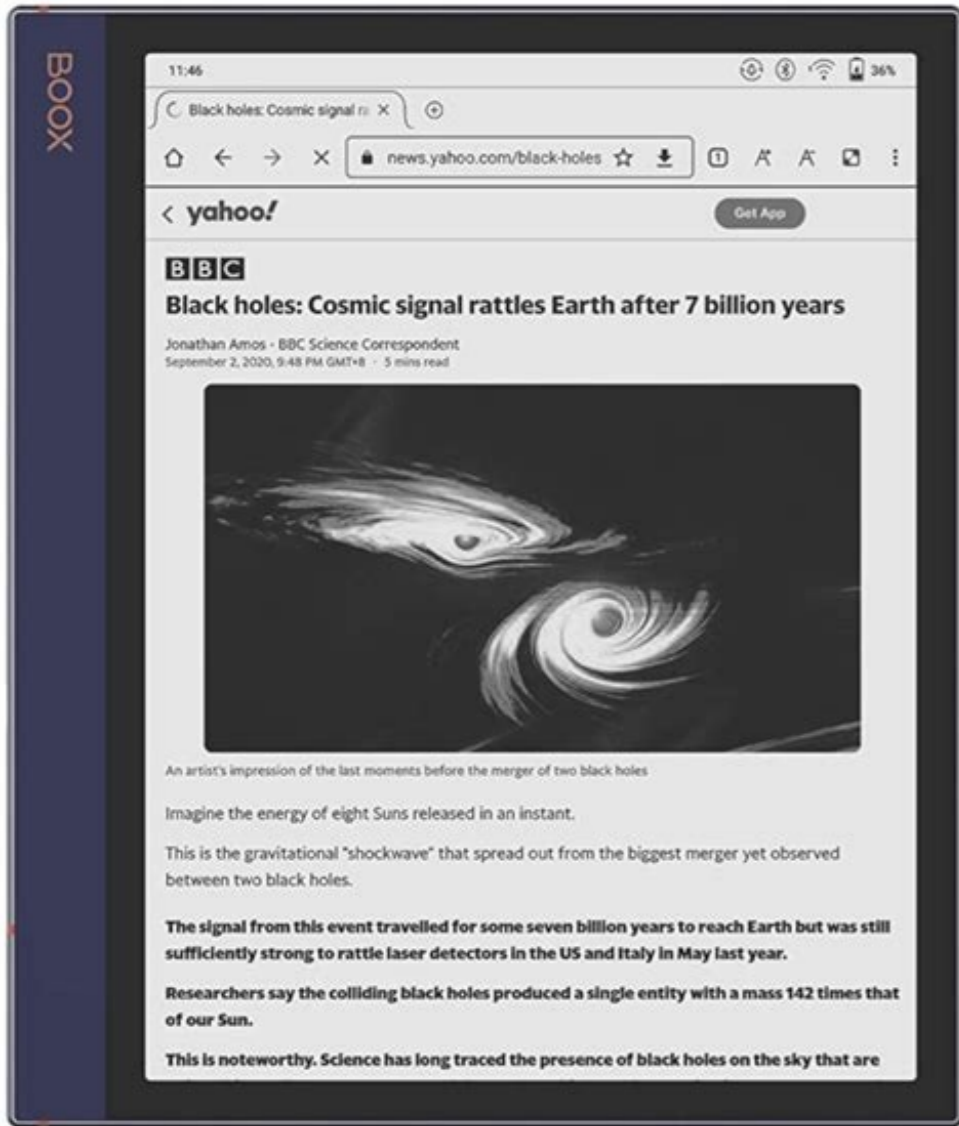 BOOX
11:46
36%
Black holes: Cosmic signal
news.yahoo.com/black-holes
1
A+ A-
yahoo!
Get App
BBC
Black holes: Cosmic signal rattles Earth after 7 billion years
Jonathan Amos - BBC Science Correspondent
September 2, 2020, 9:48 PM GMT+8 · 5 mins read
An artist's impression of the last moments before the merger of two black holes
Imagine the energy of eight Suns released in an instant.
This is the gravitational "shockwave" that spread out from the biggest merger yet observed
between two black holes.
The signal from this event travelled for some seven billion years to reach Earth but was still
sufficiently strong to rattle laser detectors in the US and Italy in May last year.
Researchers say the colliding black holes produced a single entity with a mass 142 times that
of our Sun.
This is noteworthy. Science has long traced the presence of black holes on the sky that are